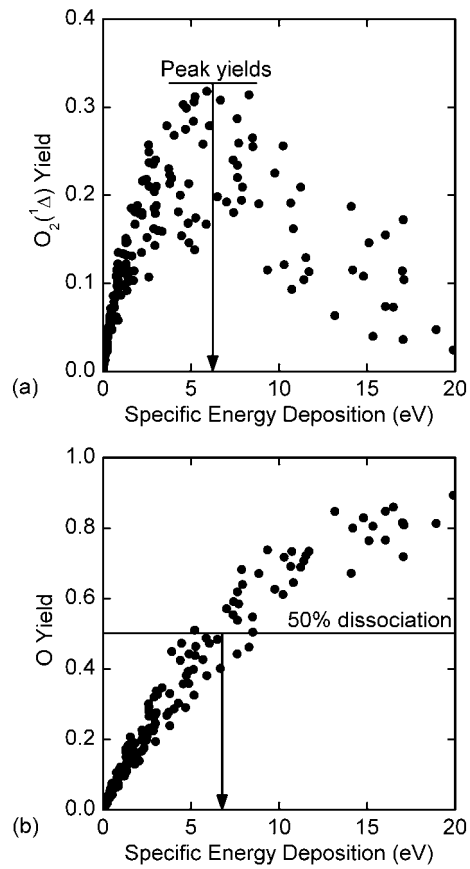 0.4
Peak yields
0.3
0.2
0.1
0.0
O₂(¹Δ) Yield
0 5 10 15 20
(a)
Specific Energy Deposition (eV)
1.0
0.8
50% dissociation
0.6
0.4
0.2
0.0
O Yield
0 5 10 15 20
(b)
Specific Energy Deposition (eV)